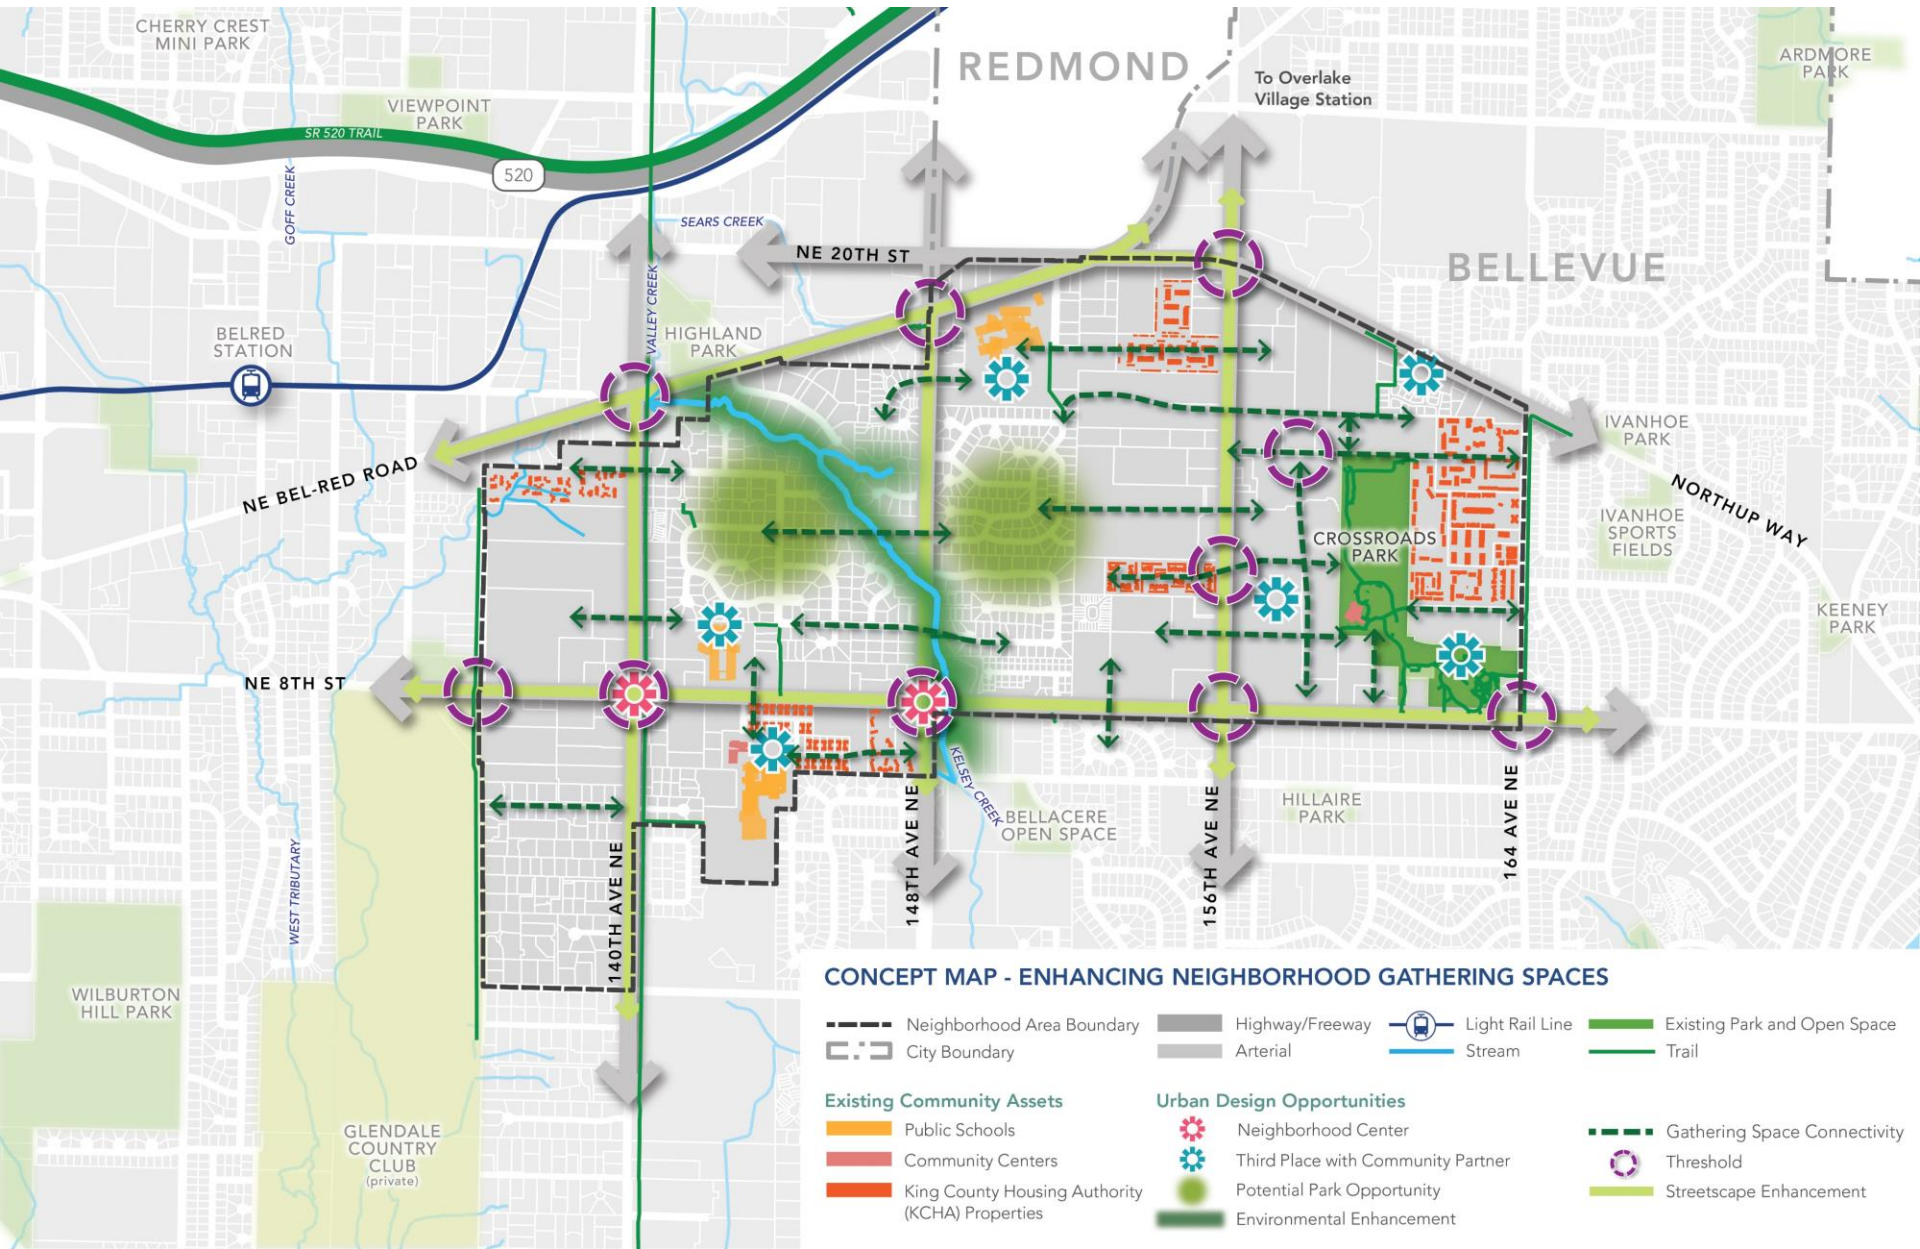 CHERRY CREST
MINI PARK
REDMOND
To Overlake
Village Station
ARDMORE
PARK
VIEWPOINT
PARK
SR 520 TRAIL
520
GOFF CREEK
SEARS CREEK
NE 20TH ST
BELLEVUE
VALLEY CREEK
BELRED
STATION
HIGHLAND
PARK
IVANHOE
PARK
NE BEL-RED ROAD
NORTHUP WAY
IVANHOE
SPORTS
FIELDS
CROSSROADS
PARK
KEENEY
PARK
NE 8TH ST
KELSEY CREEK
BELLACERE
OPEN SPACE
HILLAIRE
PARK
WEST TRIBUTARY
140TH AVE NE
148TH AVE NE
156TH AVE NE
164 AVE NE
WILBURTON
HILL PARK
GLENDALE
COUNTRY
CLUB
(private)
CONCEPT MAP - ENHANCING NEIGHBORHOOD GATHERING SPACES
Neighborhood Area Boundary
City Boundary
Highway/Freeway
Arterial
Light Rail Line
Stream
Existing Park and Open Space
Trail
Existing Community Assets
Public Schools
Community Centers
King County Housing Authority
(KCHA) Properties
Urban Design Opportunities
Neighborhood Center
Third Place with Community Partner
Potential Park Opportunity
Environmental Enhancement
Gathering Space Connectivity
Threshold
Streetscape Enhancement